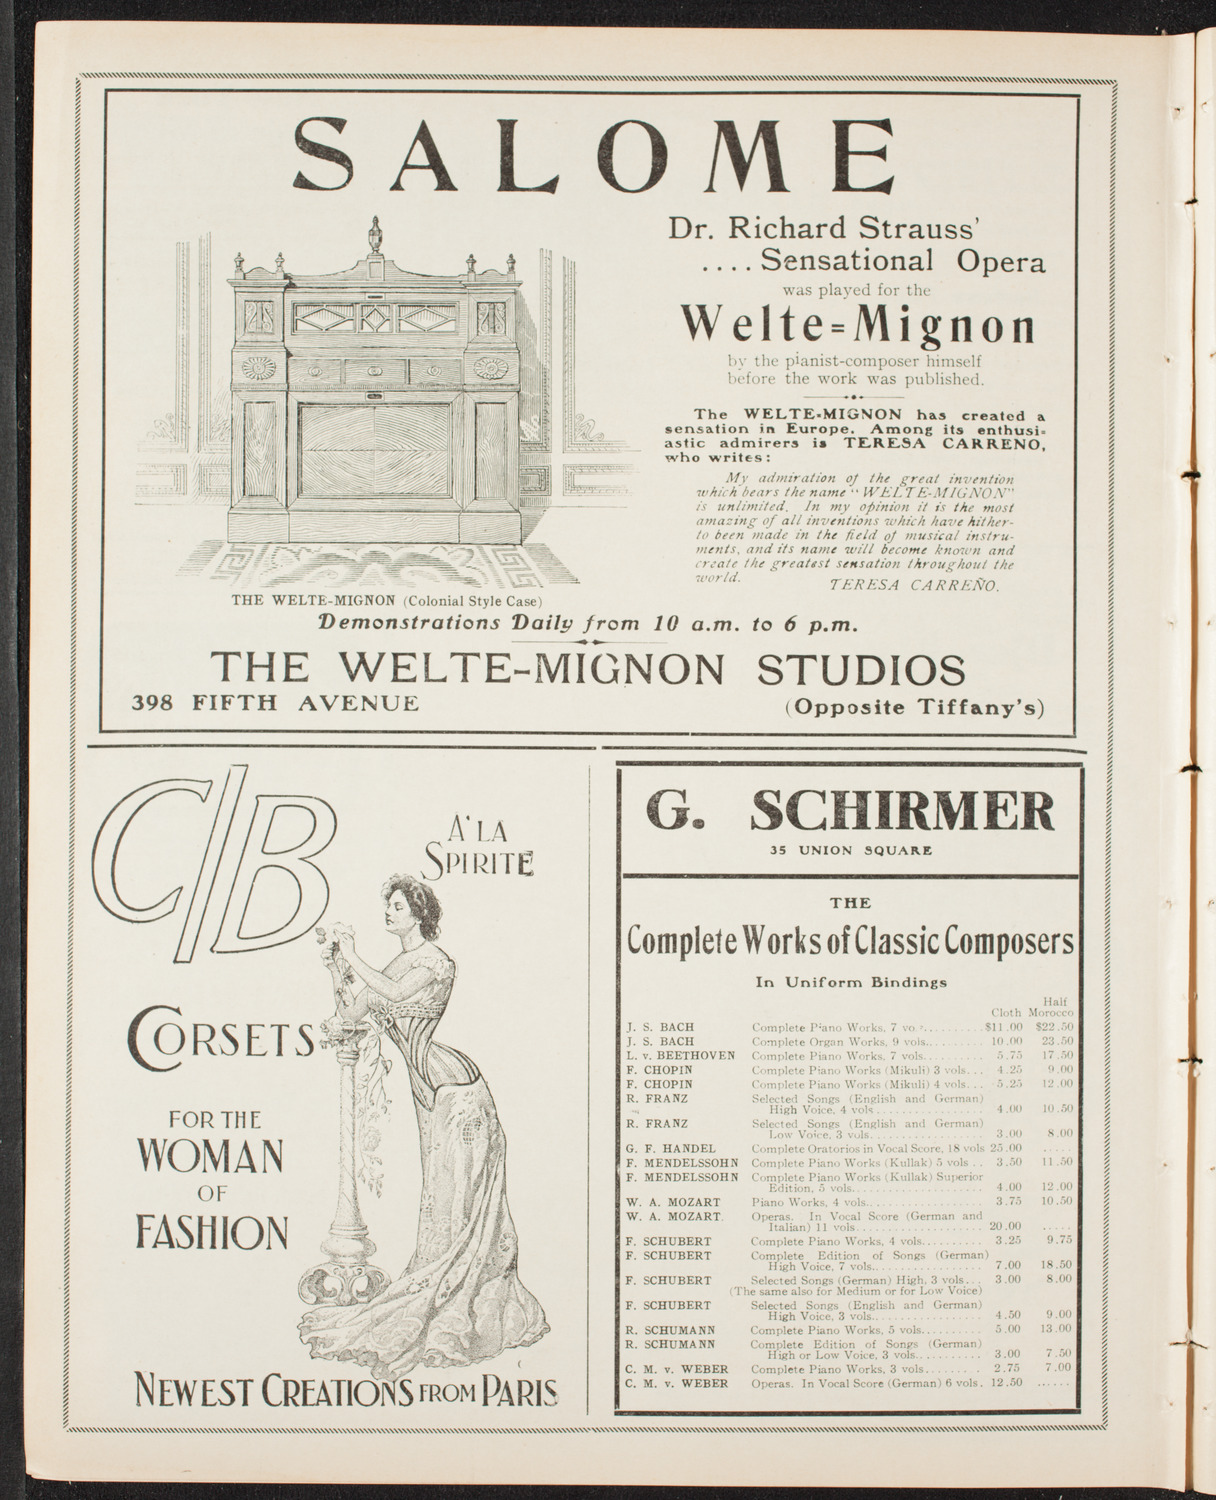 SALOME
Dr. Richard Strauss'
.... Sensational Opera
was played for the
Welte=Mignon
by the pianist-composer himself
before the work was published.
The WELTE-MIGNON has created a
sensation in Europe. Among its enthusi-
astic admirers is TERESA CARRENO,
who writes:
My admiration of the great invention
which bears the name "WELTE-MIGNON"
is unlimited. In my opinion it is the most
amazing of all inventions which have hither-
to been made in the field of musical instru-
ments, and its name will become known and
create the greatest sensation throughout the
world. TERESA CARREÑO.
THE WELTE-MIGNON (Colonial Style Case)
Demonstrations Daily from 10 a.m. to 6 p.m.
THE WELTE-MIGNON STUDIOS
398 FIFTH AVENUE (Opposite Tiffany's)
C/B
A' LA
SPIRITE
CORSETS
FOR THE
WOMAN
OF
FASHION
NEWEST CREATIONS FROM PARIS
G. SCHIRMER
35 UNION SQUARE
THE
Complete Works of Classic Composers
In Uniform Bindings
Half
Cloth Morocco
J. S. BACH Complete Piano Works, 7 vo..........$11.00 $22.50
J. S. BACH Complete Organ Works, 9 vols.......... 10.00 23.50
L. v. BEETHOVEN Complete Piano Works, 7 vols.......... 5.75 17.50
F. CHOPIN Complete Piano Works (Mikuli) 3 vols... 4.25 9.00
F. CHOPIN Complete Piano Works (Mikuli) 4 vols... 5.25 12.00
R. FRANZ Selected Songs (English and German)
High Voice, 4 vols.................. 4.00 10.50
R. FRANZ Selected Songs (English and German)
Low Voice, 3 vols.................. 3.00 8.00
G. F. HANDEL Complete Oratorios in Vocal Score, 18 vols 25.00 .....
F. MENDELSSOHN Complete Piano Works (Kullak) 5 vols .. 3.50 11.50
F. MENDELSSOHN Complete Piano Works (Kullak) Superior
Edition, 5 vols..................... 4.00 12.00
W. A. MOZART Piano Works, 4 vols.................. 3.75 10.50
W. A. MOZART. Operas. In Vocal Score (German and
Italian) 11 vols.................... 20.00 .....
F. SCHUBERT Complete Piano Works, 4 vols.......... 3.25 9.75
F. SCHUBERT Complete Edition of Songs (German)
High Voice, 7 vols.................. 7.00 18.50
F. SCHUBERT Selected Songs (German) High, 3 vols... 3.00 8.00
(The same also for Medium or for Low Voice)
F. SCHUBERT Selected Songs (English and German)
High Voice, 3 vols.................. 4.50 9.00
R. SCHUMANN Complete Piano Works, 5 vols.......... 5.00 13.00
R. SCHUMANN Complete Edition of Songs (German)
High or Low Voice, 3 vols........... 3.00 7.50
C. M. v. WEBER Complete Piano Works, 3 vols......... 2.75 7.00
C. M. v. WEBER Operas. In Vocal Score (German) 6 vols. 12.50 ......